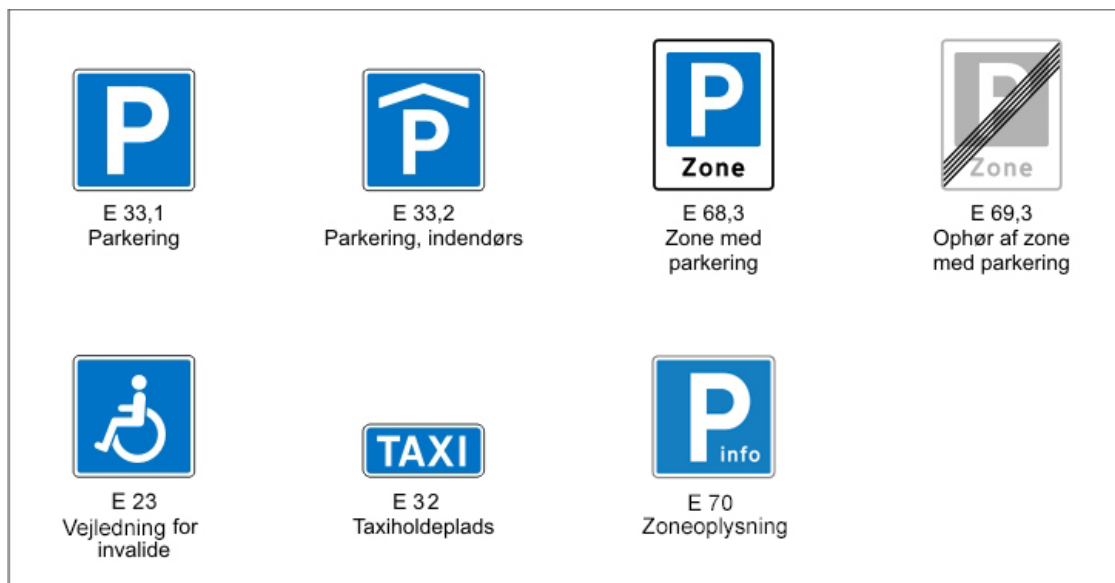 P
P
P
Zone
P
Zone
E 33,1
Parkering
E 33,2
Parkering, indendørs
E 68,3
Zone med
parkering
E 69,3
Ophør af zone
med parkering
TAXI
P
info
E 23
Vejledning for
invalide
E 32
Taxiholdeplads
E 70
Zoneoplysning